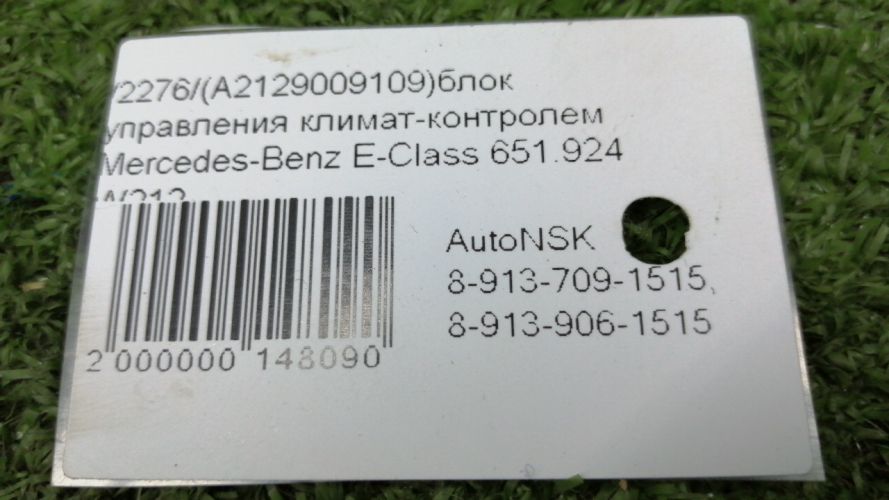 /2276/(A2129009109)блок
управления климат-контролем
Mercedes-Benz E-Class 651.924
W212
AutoNSK
8-913-709-1515,
8-913-906-1515
2 000000 148090